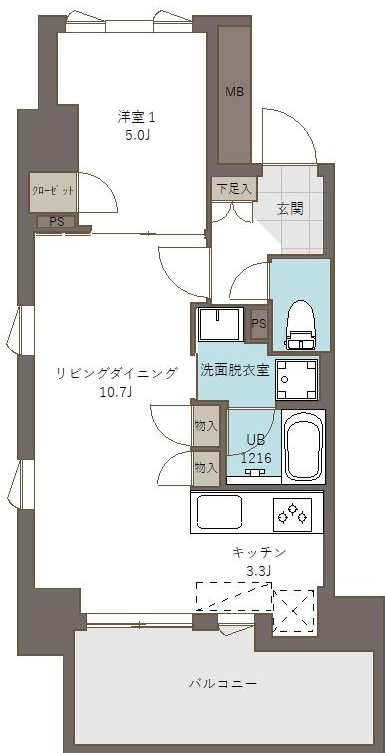 洋室1
5.0J
MB
クローゼット
PS
下足入
玄関
PS
リビングダイニング
10.7J
洗面脱衣室
物入
物入
UB
1216
キッチン
3.3J
バルコニー